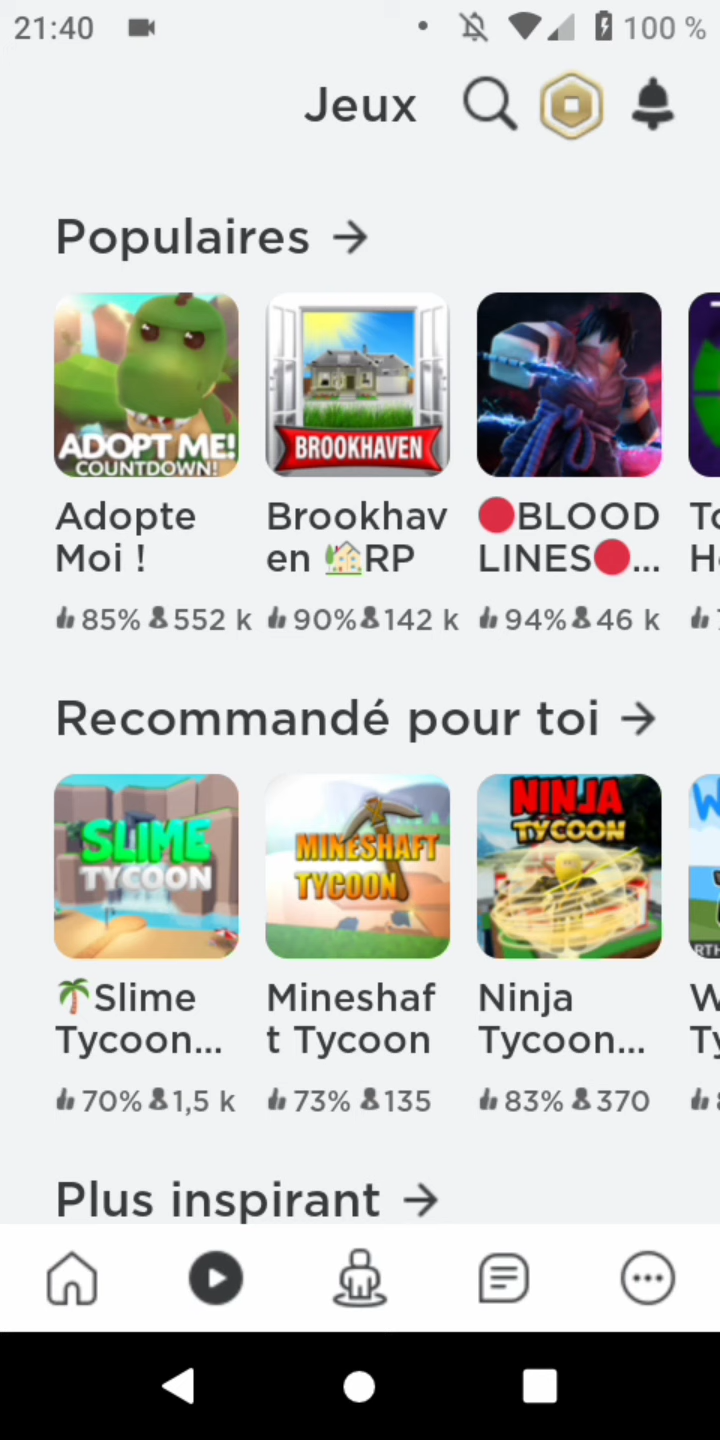 21:40 100 %
Jeux
Populaires →
ADOPT ME!
COUNTDOWN!
BROOKHAVEN
Adopte
Moi !
Brookhav
en 🏡RP
🔴BLOOD
LINES🔴...
85% 552 k
90% 142 k
94% 46 k
Recommandé pour toi →
SLIME
TYCOON
MINESHAFT
TYCOON
NINJA
TYCOON
🌴Slime
Tycoon...
Mineshaf
t Tycoon
Ninja
Tycoon...
70% 1,5 k
73% 135
83% 370
Plus inspirant →